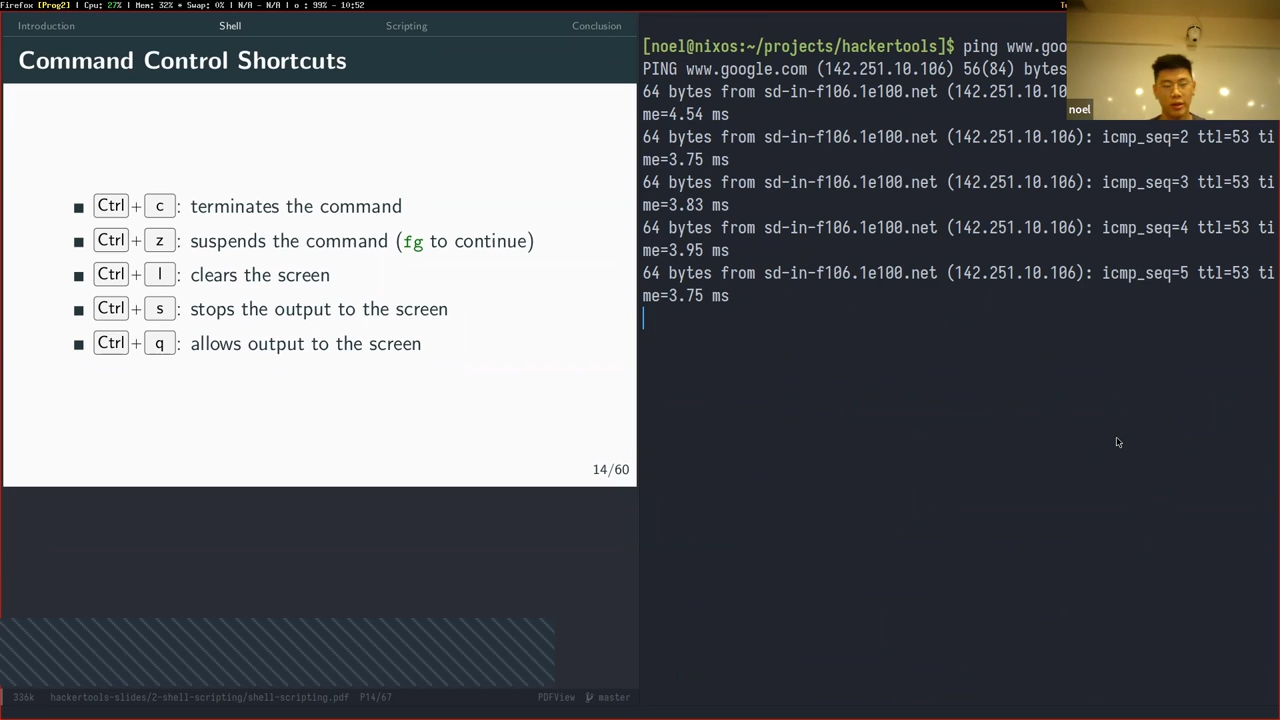 Firefox [Prog2] | Cpu: 27% | Mem: 32% * Swap: 0% | N/A - N/A | o : 99% - 10:52
Introduction Shell Scripting Conclusion
Command Control Shortcuts
Ctrl + c : terminates the command
Ctrl + z : suspends the command (fg to continue)
Ctrl + l : clears the screen
Ctrl + s : stops the output to the screen
Ctrl + q : allows output to the screen
14/60
336k hackertools-slides/2-shell-scripting/shell-scripting.pdf P14/67 PDFView master
[noel@nixos:~/projects/hackertools]$ ping www.goo
PING www.google.com (142.251.10.106) 56(84) bytes
64 bytes from sd-in-f106.1e100.net (142.251.10.10
me=4.54 ms
64 bytes from sd-in-f106.1e100.net (142.251.10.106): icmp_seq=2 ttl=53 ti
me=3.75 ms
64 bytes from sd-in-f106.1e100.net (142.251.10.106): icmp_seq=3 ttl=53 ti
me=3.83 ms
64 bytes from sd-in-f106.1e100.net (142.251.10.106): icmp_seq=4 ttl=53 ti
me=3.95 ms
64 bytes from sd-in-f106.1e100.net (142.251.10.106): icmp_seq=5 ttl=53 ti
me=3.75 ms
noel